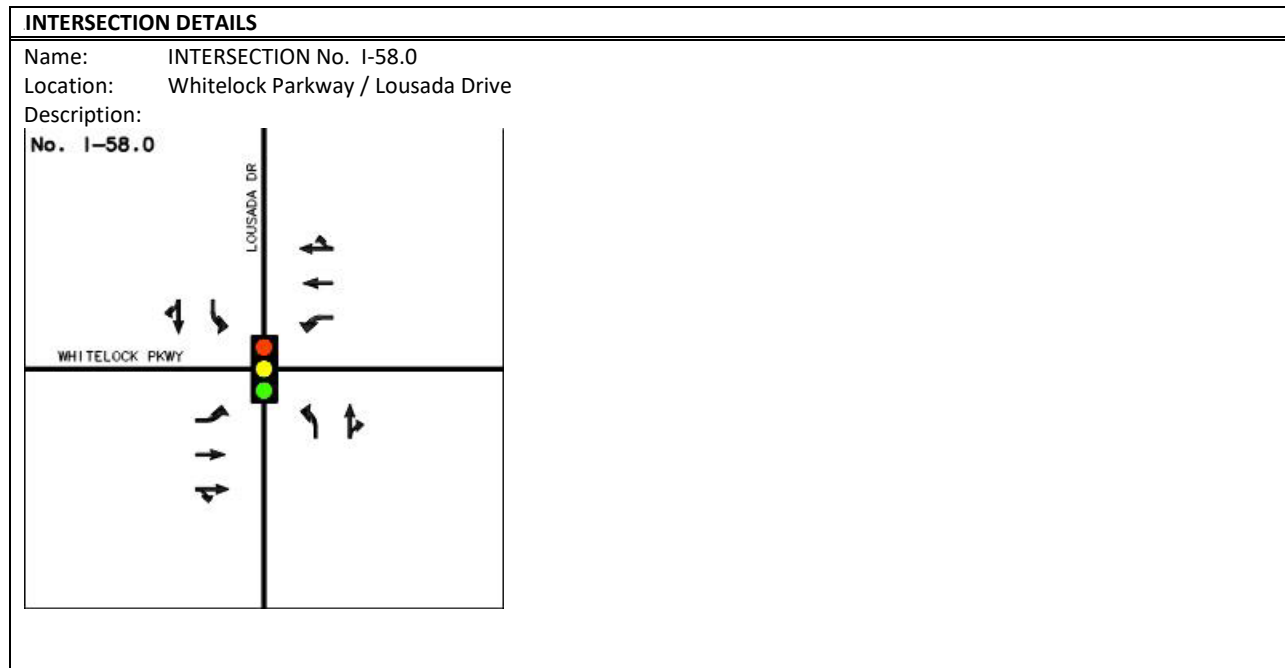 INTERSECTION DETAILS
Name: INTERSECTION No. I-58.0
Location: Whitelock Parkway / Lousada Drive
Description:
No. I-58.0
LOUSADA DR
WHITELOCK PKWY